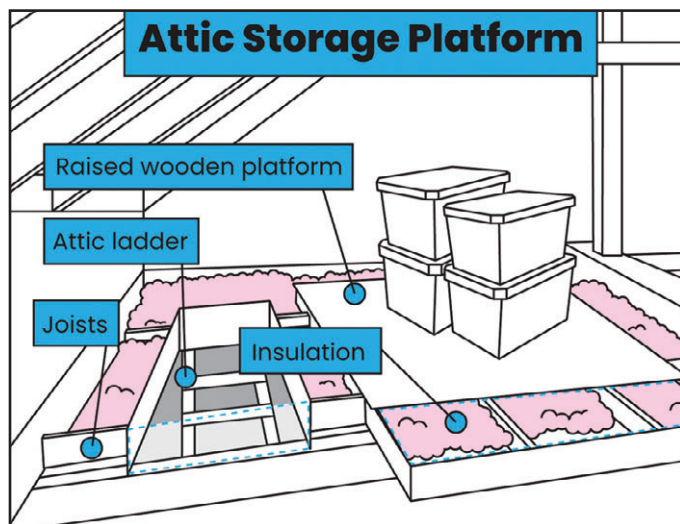 Attic Storage Platform
Raised wooden platform
Attic ladder
Joists
Insulation